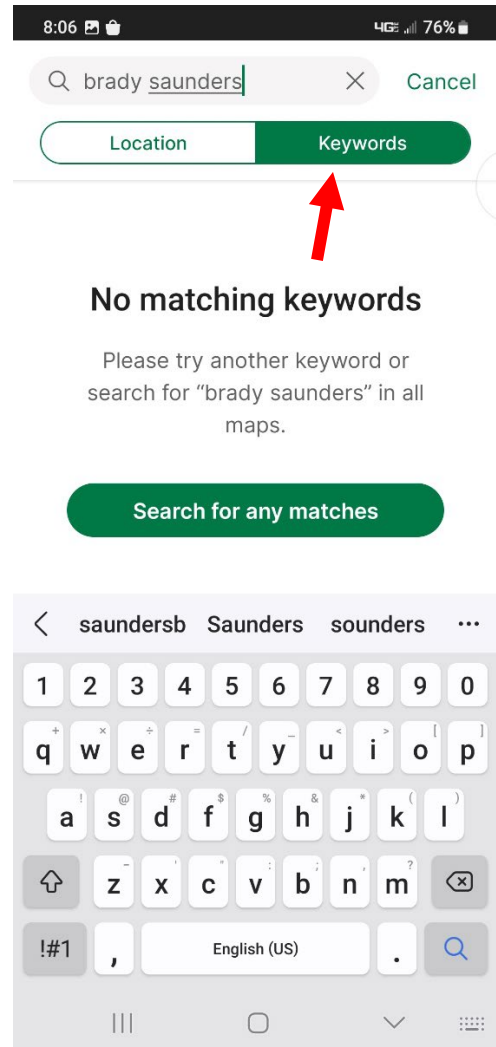 8:06 4GE 76%
brady saunders Cancel
Location Keywords
No matching keywords
Please try another keyword or
search for “brady saunders” in all
maps.
Search for any matches
saundersb Saunders sounders ...
1 2 3 4 5 6 7 8 9 0
+ × ÷ = / _ < > [ ]
q w e r t y u i o p
! @ # $ % & * ( )
a s d f g h j k l
- ' " : ; , ?
z x c v b n m
!#1 , English (US) .